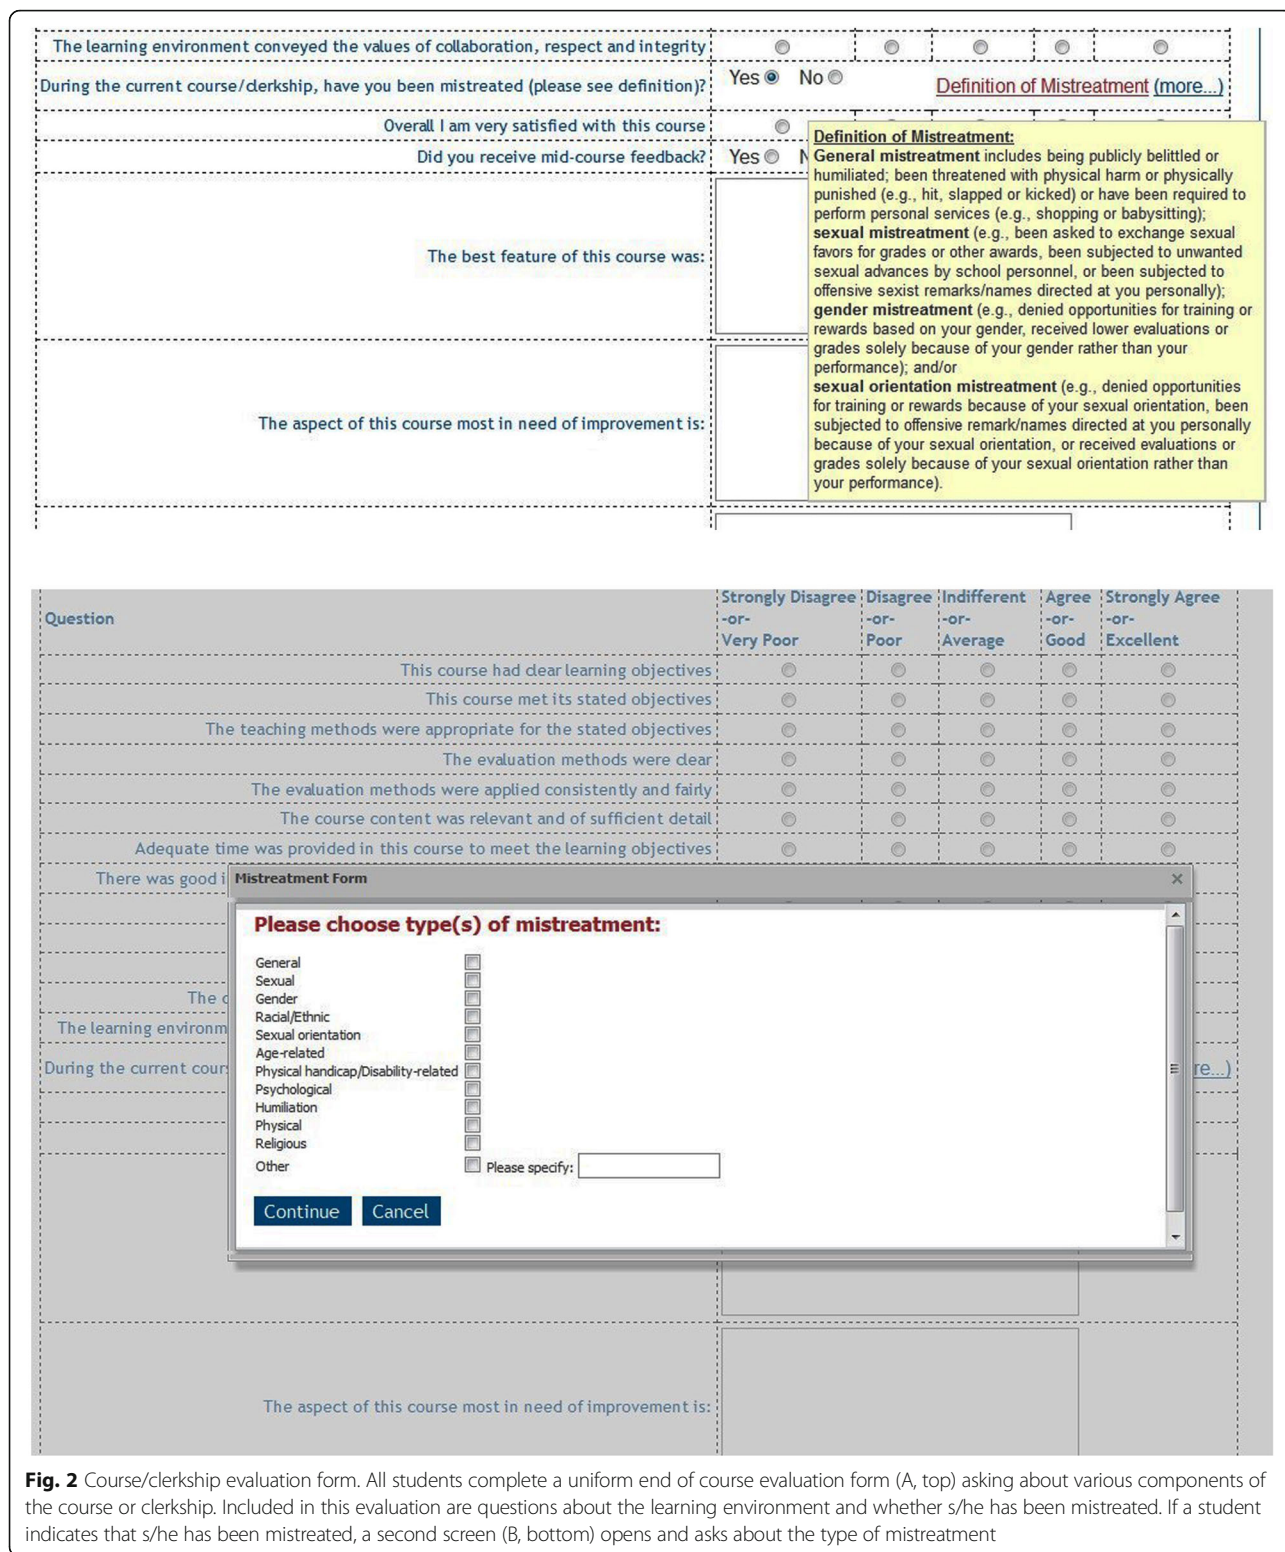 The learning environment conveyed the values of collaboration, respect and integrity
During the current course/clerkship, have you been mistreated (please see definition)? Yes No Definition of Mistreatment (more...)
Overall I am very satisfied with this course
Did you receive mid-course feedback? Yes N
Definition of Mistreatment:
General mistreatment includes being publicly belittled or
humiliated; been threatened with physical harm or physically
punished (e.g., hit, slapped or kicked) or have been required to
perform personal services (e.g., shopping or babysitting);
sexual mistreatment (e.g., been asked to exchange sexual
favors for grades or other awards, been subjected to unwanted
sexual advances by school personnel, or been subjected to
offensive sexist remarks/names directed at you personally);
gender mistreatment (e.g., denied opportunities for training or
rewards based on your gender, received lower evaluations or
grades solely because of your gender rather than your
performance); and/or
sexual orientation mistreatment (e.g., denied opportunities
for training or rewards because of your sexual orientation, been
subjected to offensive remark/names directed at you personally
because of your sexual orientation, or received evaluations or
grades solely because of your sexual orientation rather than
your performance).
The best feature of this course was:
The aspect of this course most in need of improvement is:
Question
Strongly Disagree
-or-
Very Poor
Disagree
-or-
Poor
Indifferent
-or-
Average
Agree
-or-
Good
Strongly Agree
-or-
Excellent
This course had clear learning objectives
This course met its stated objectives
The teaching methods were appropriate for the stated objectives
The evaluation methods were clear
The evaluation methods were applied consistently and fairly
The course content was relevant and of sufficient detail
Adequate time was provided in this course to meet the learning objectives
There was good i
The
The learning environm
During the current cour
re...)
Mistreatment Form ×
Please choose type(s) of mistreatment:
General
Sexual
Gender
Racial/Ethnic
Sexual orientation
Age-related
Physical handicap/Disability-related
Psychological
Humiliation
Physical
Religious
Other Please specify:
Continue Cancel
The aspect of this course most in need of improvement is:
Fig. 2 Course/clerkship evaluation form. All students complete a uniform end of course evaluation form (A, top) asking about various components of
the course or clerkship. Included in this evaluation are questions about the learning environment and whether s/he has been mistreated. If a student
indicates that s/he has been mistreated, a second screen (B, bottom) opens and asks about the type of mistreatment